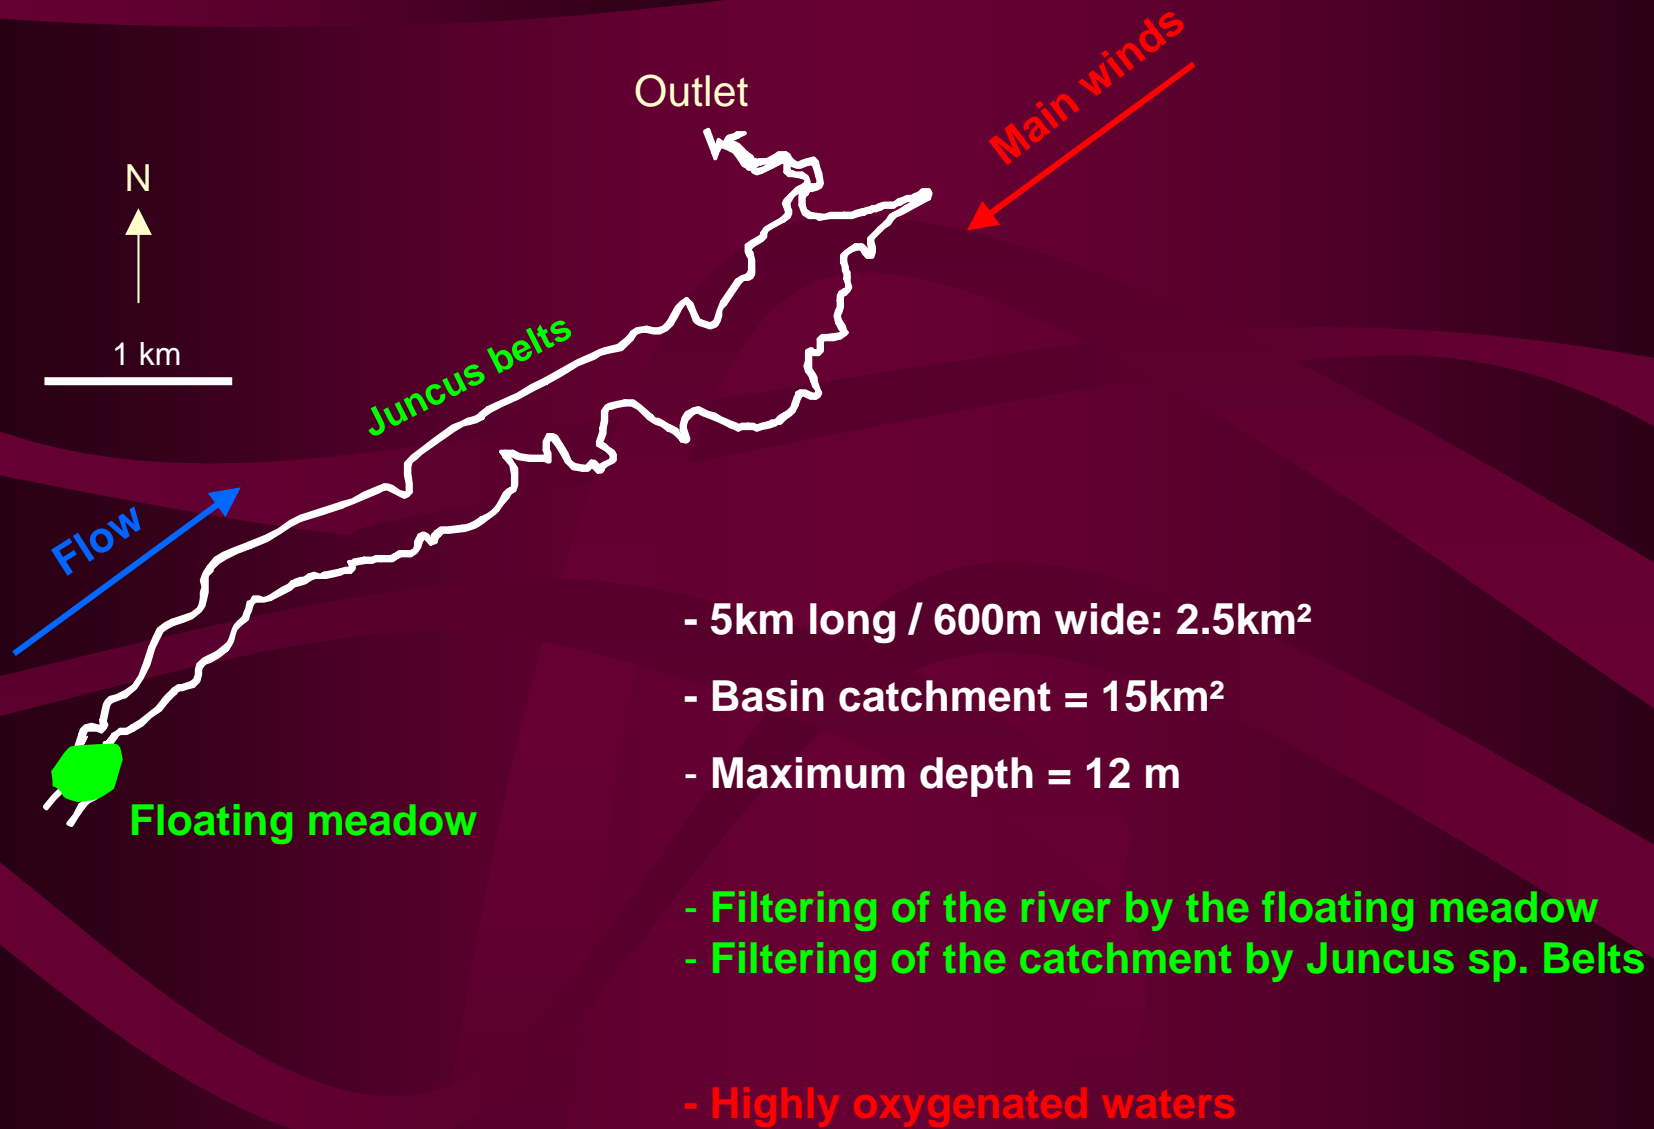 Main winds
Outlet
N
1 km
Juncus belts
Flow
- 5km long / 600m wide: 2.5km²
- Basin catchment = 15km²
- Maximum depth = 12 m
Floating meadow
- Filtering of the river by the floating meadow
- Filtering of the catchment by Juncus sp. Belts
- Highly oxygenated waters